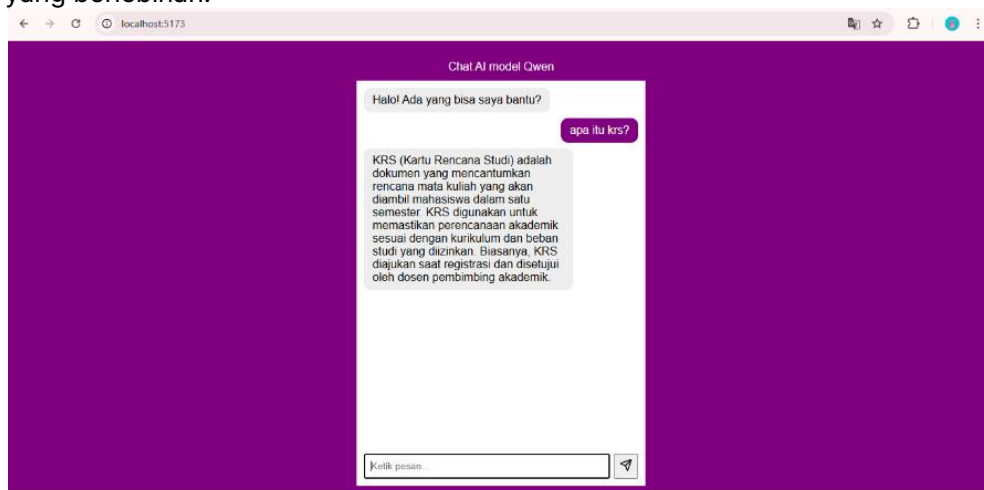 yang berlebihan.
localhost:5173
Chat AI model Qwen
Halo! Ada yang bisa saya bantu?
apa itu krs?
KRS (Kartu Rencana Studi) adalah
dokumen yang mencantumkan
rencana mata kuliah yang akan
diambil mahasiswa dalam satu
semester. KRS digunakan untuk
memastikan perencanaan akademik
sesuai dengan kurikulum dan beban
studi yang diizinkan. Biasanya, KRS
diajukan saat registrasi dan disetujui
oleh dosen pembimbing akademik.
Ketik pesan...